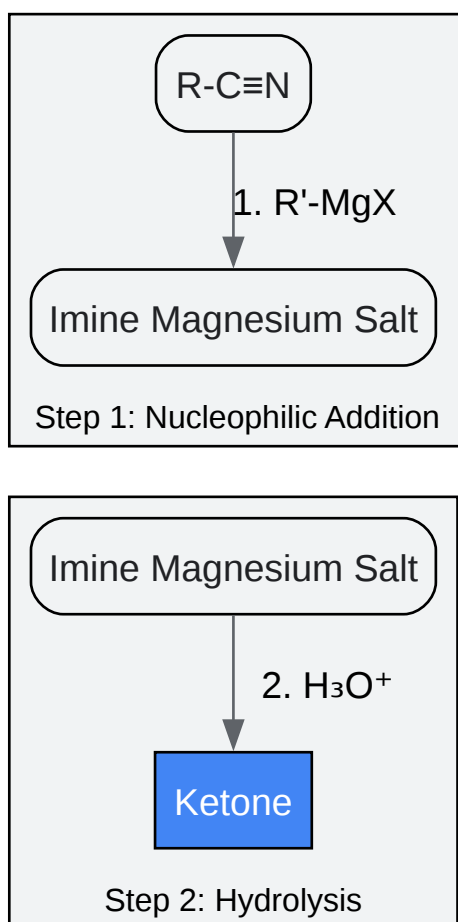 R-C≡N
1. R'-MgX
Imine Magnesium Salt
Step 1: Nucleophilic Addition
Imine Magnesium Salt
2. H₃O⁺
Ketone
Step 2: Hydrolysis